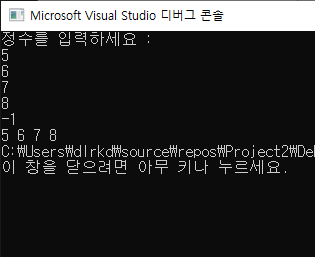 Microsoft Visual Studio 디버그 콘솔
정수를 입력하세요 :
5
6
7
8
-1
5 6 7 8
C:₩Users₩dlrkd₩source₩repos₩Project2₩De
이 창을 닫으려면 아무 키나 누르세요.